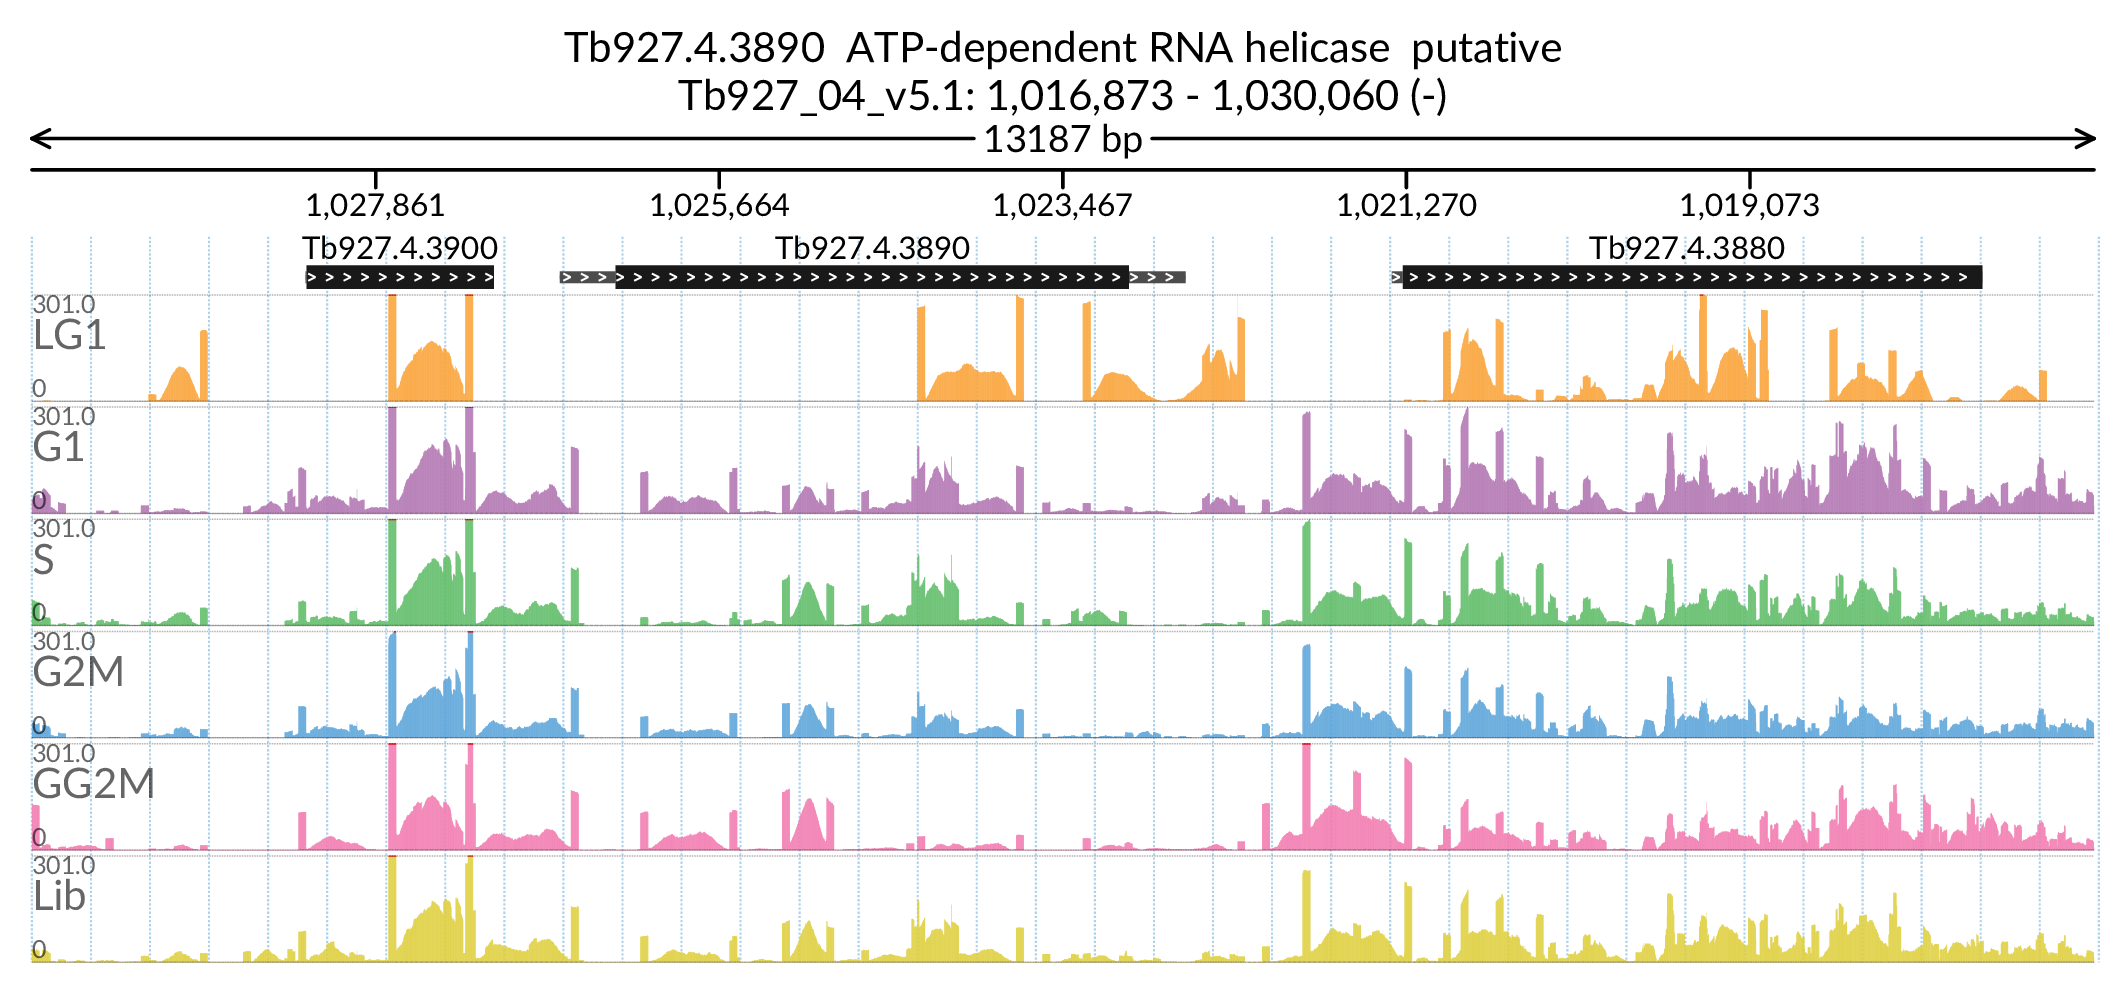 Tb927.4.3890 ATP-dependent RNA helicase putative
Tb927_04_v5.1: 1,016,873 - 1,030,060 (-)
13187 bp
1,027,861 1,025,664 1,023,467 1,021,270 1,019,073
Tb927.4.3900 Tb927.4.3890 Tb927.4.3880
301.0
LG1
0
301.0
G1
0
301.0
S
0
301.0
G2M
0
301.0
GG2M
0
301.0
Lib
0